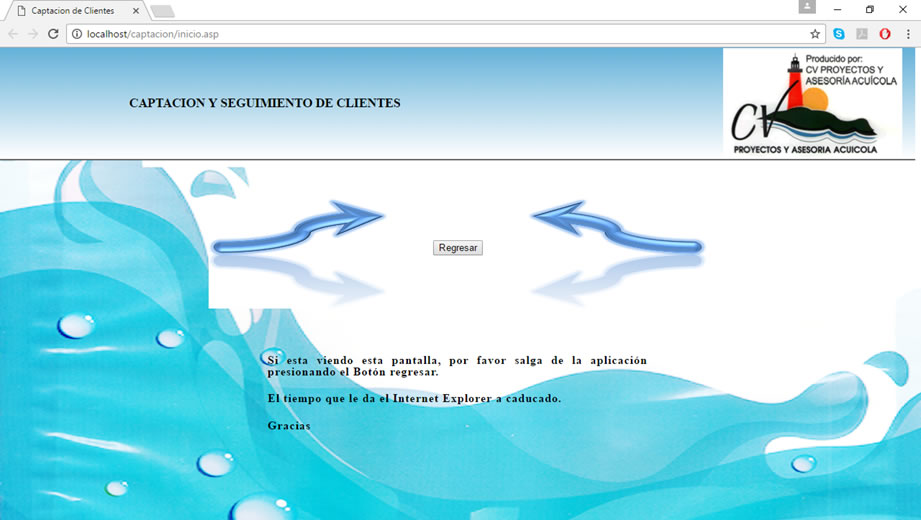 Captacion de Clientes
localhost/captacion/inicio.asp
CAPTACION Y SEGUIMIENTO DE CLIENTES
Producido por:
CV PROYECTOS Y
ASESORÍA ACUÍCOLA
CV
PROYECTOS Y ASESORIA ACUICOLA
Regresar
Si esta viendo esta pantalla, por favor salga de la aplicación
presionando el Botón regresar.
El tiempo que le da el Internet Explorer a caducado.
Gracias